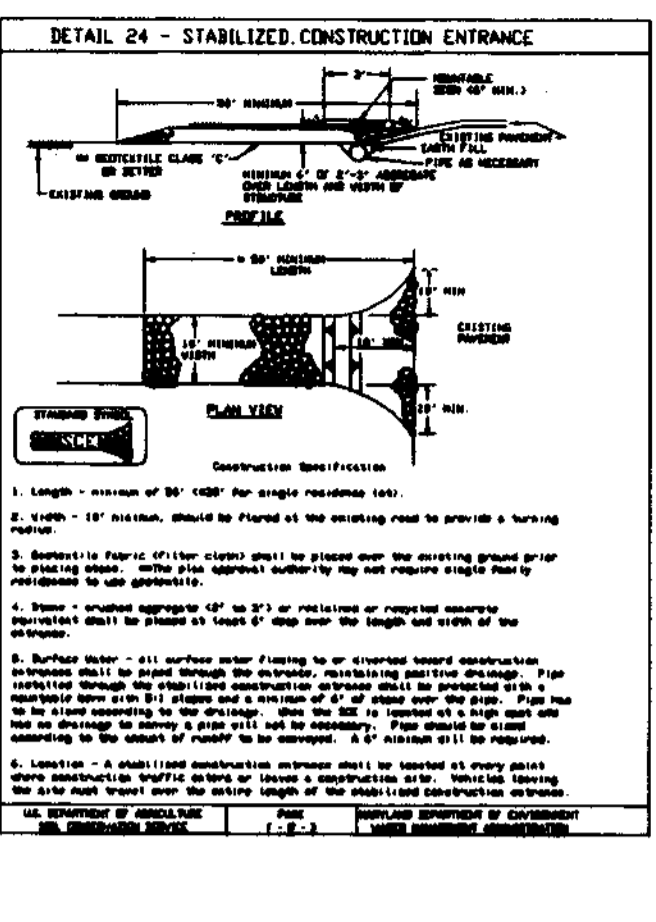 DETAIL 24 - STABILIZED CONSTRUCTION ENTRANCE
3'
MOUNTABLE
BERM (6" MIN.)
50' MINIMUM
EXISTING PAVEMENT
EARTH FILL
PIPE AS NECESSARY
** GEOTEXTILE CLASS 'C'
OR BETTER
MINIMUM 6" OF 2"-3" AGGREGATE
OVER LENGTH AND WIDTH OF
STRUCTURE
EXISTING GROUND
PROFILE
* 50' MINIMUM
LENGTH
MIN
EXISTING
PAVEMENT
10' MINIMUM
WIDTH
MIN.
PLAN VIEW
STANDARD SYMBOL
SCE
Construction Specification
1. Length - minimum of 50' (*30' for single residence lot).
2. Width - 10' minimum, should be flared at the existing road to provide a turning
radius.
3. Geotextile fabric (filter cloth) shall be placed over the existing ground prior
to placing stone. **The plan approval authority may not require single family
residences to use geotextile.
4. Stone - crushed aggregate (2" to 3") or reclaimed or recycled concrete
equivalent shall be placed at least 6" deep over the length and width of the
entrance.
5. Surface Water - all surface water flowing to or diverted toward construction
entrances shall be piped through the entrance, maintaining positive drainage. Pipe
installed through the stabilized construction entrance shall be protected with a
mountable berm with 5:1 slopes and a minimum of 6" of stone over the pipe. Pipe has
to be sized according to the drainage. When the SCE is located at a high spot and
has no drainage to convey a pipe will not be necessary. Pipe should be sized
according to the amount of runoff to be conveyed. A 6" minimum will be required.
6. Location - A stabilized construction entrance shall be located at every point
where construction traffic enters or leaves a construction site. Vehicles leaving
the site must travel over the entire length of the stabilized construction entrance.
U.S. DEPARTMENT OF AGRICULTURE
SOIL CONSERVATION SERVICE
PAGE
MARYLAND DEPARTMENT OF ENVIRONMENT
WATER MANAGEMENT ADMINISTRATION